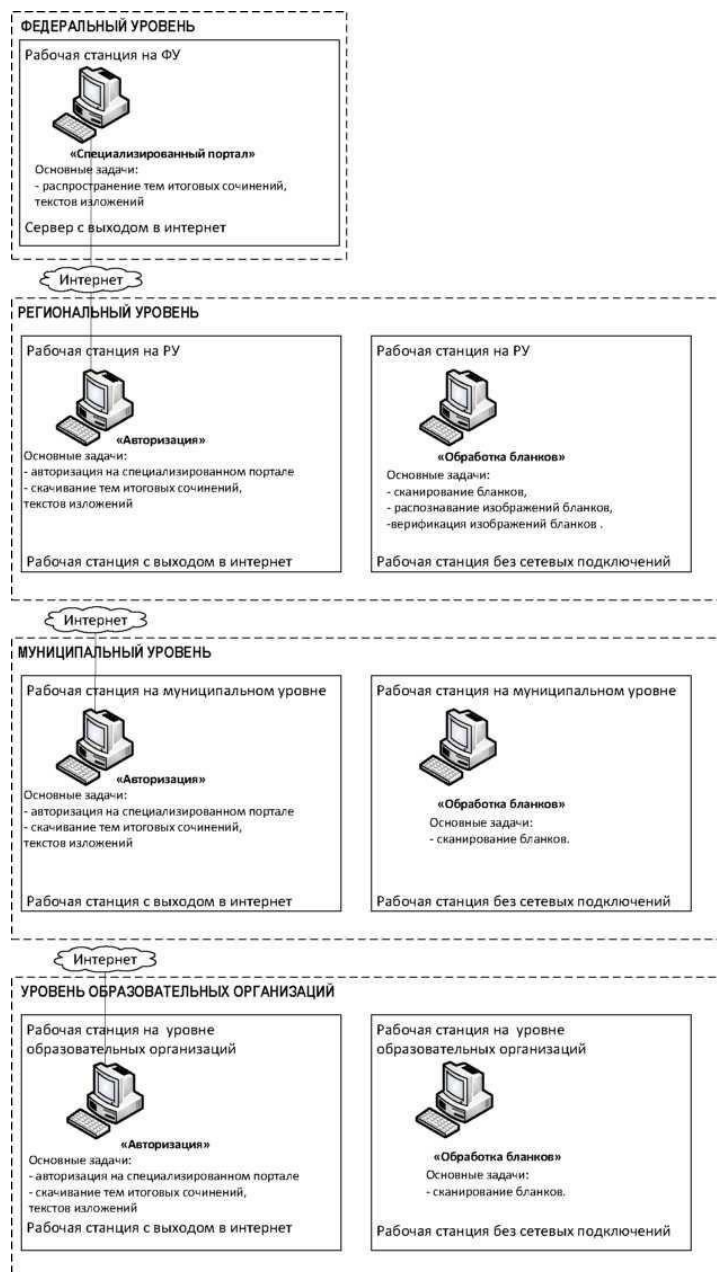 ФЕДЕРАЛЬНЫЙ УРОВЕНЬ
Рабочая станция на ФУ
«Специализированный портал»
Основные задачи:
- распространение тем итоговых сочинений,
текстов изложений
Сервер с выходом в интернет
Интернет
РЕГИОНАЛЬНЫЙ УРОВЕНЬ
Рабочая станция на РУ
«Авторизация»
Основные задачи:
- авторизация на специализированном портале
- скачивание тем итоговых сочинений,
текстов изложений
Рабочая станция с выходом в интернет
Рабочая станция на РУ
«Обработка бланков»
Основные задачи:
- сканирование бланков,
- распознавание изображений бланков,
-верификация изображений бланков .
Рабочая станция без сетевых подключений
Интернет
МУНИЦИПАЛЬНЫЙ УРОВЕНЬ
Рабочая станция на муниципальном уровне
«Авторизация»
Основные задачи:
- авторизация на специализированном портале
- скачивание тем итоговых сочинений,
текстов изложений
Рабочая станция с выходом в интернет
Рабочая станция на муниципальном уровне
«Обработка бланков»
Основные задачи:
- сканирование бланков.
Рабочая станция без сетевых подключений
Интернет
УРОВЕНЬ ОБРАЗОВАТЕЛЬНЫХ ОРГАНИЗАЦИЙ
Рабочая станция на уровне
образовательных организаций
«Авторизация»
Основные задачи:
- авторизация на специализированном портале
- скачивание тем итоговых сочинений,
текстов изложений
Рабочая станция с выходом в интернет
Рабочая станция на уровне
образовательных организаций
«Обработка бланков»
Основные задачи:
- сканирование бланков.
Рабочая станция без сетевых подключений